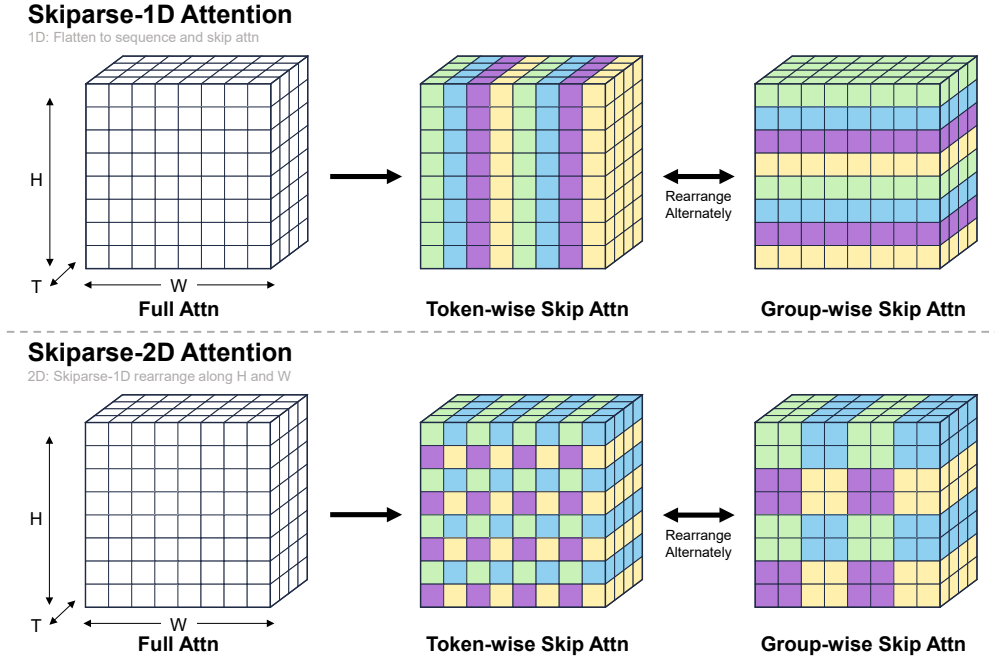 Skiparse-1D Attention
1D: Flatten to sequence and skip attn
H
T
W
Full Attn
Token-wise Skip Attn
Rearrange
Alternately
Group-wise Skip Attn
Skiparse-2D Attention
2D: Skiparse-1D rearrange along H and W
H
T
W
Full Attn
Token-wise Skip Attn
Rearrange
Alternately
Group-wise Skip Attn